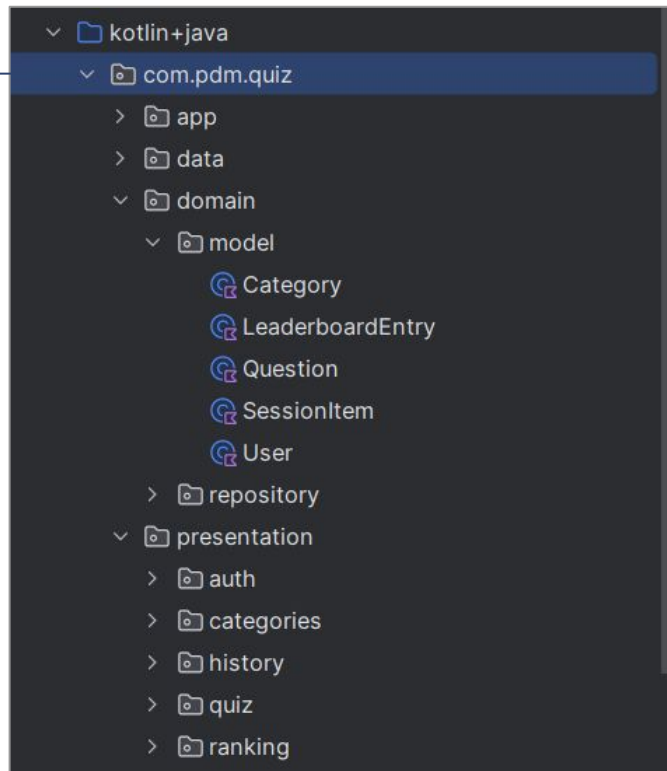 kotlin+java
com.pdm.quiz
app
data
domain
model
Category
LeaderboardEntry
Question
SessionItem
User
repository
presentation
auth
categories
history
quiz
ranking